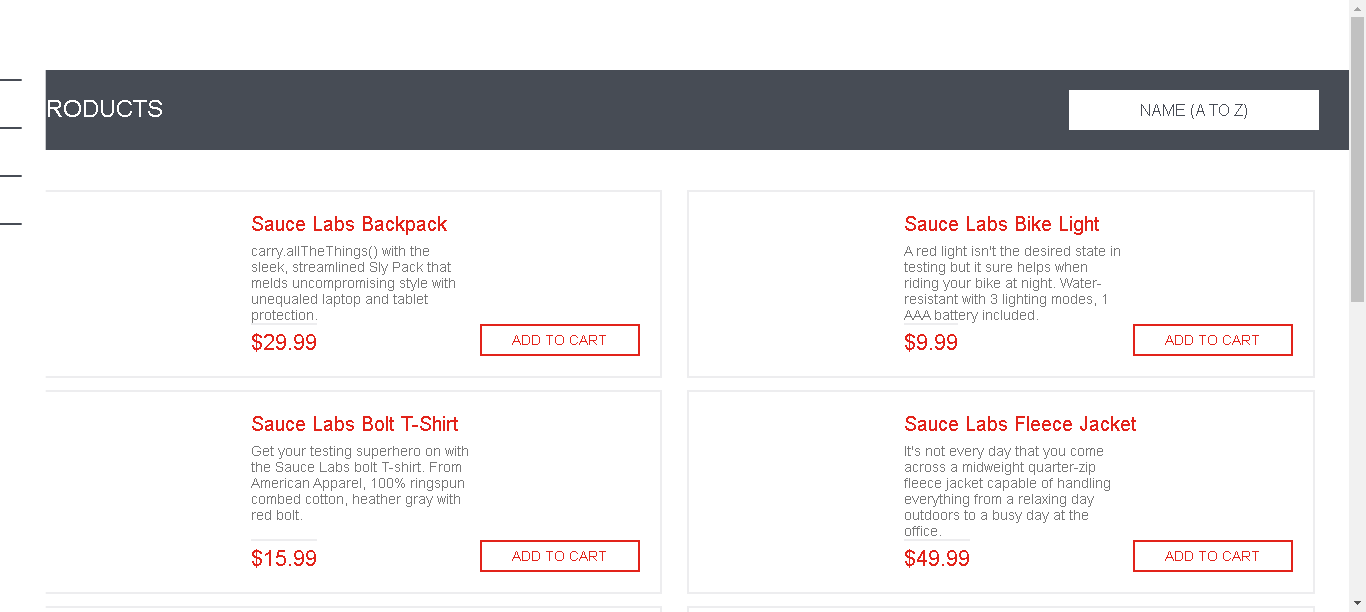 RODUCTS
NAME (A TO Z)
Sauce Labs Backpack
carry.allTheThings() with the
sleek, streamlined Sly Pack that
melds uncompromising style with
unequaled laptop and tablet
protection.
$29.99
ADD TO CART
Sauce Labs Bike Light
A red light isn't the desired state in
testing but it sure helps when
riding your bike at night. Water-
resistant with 3 lighting modes, 1
AAA battery included.
$9.99
ADD TO CART
Sauce Labs Bolt T-Shirt
Get your testing superhero on with
the Sauce Labs bolt T-shirt. From
American Apparel, 100% ringspun
combed cotton, heather gray with
red bolt.
$15.99
ADD TO CART
Sauce Labs Fleece Jacket
It's not every day that you come
across a midweight quarter-zip
fleece jacket capable of handling
everything from a relaxing day
outdoors to a busy day at the
office.
$49.99
ADD TO CART